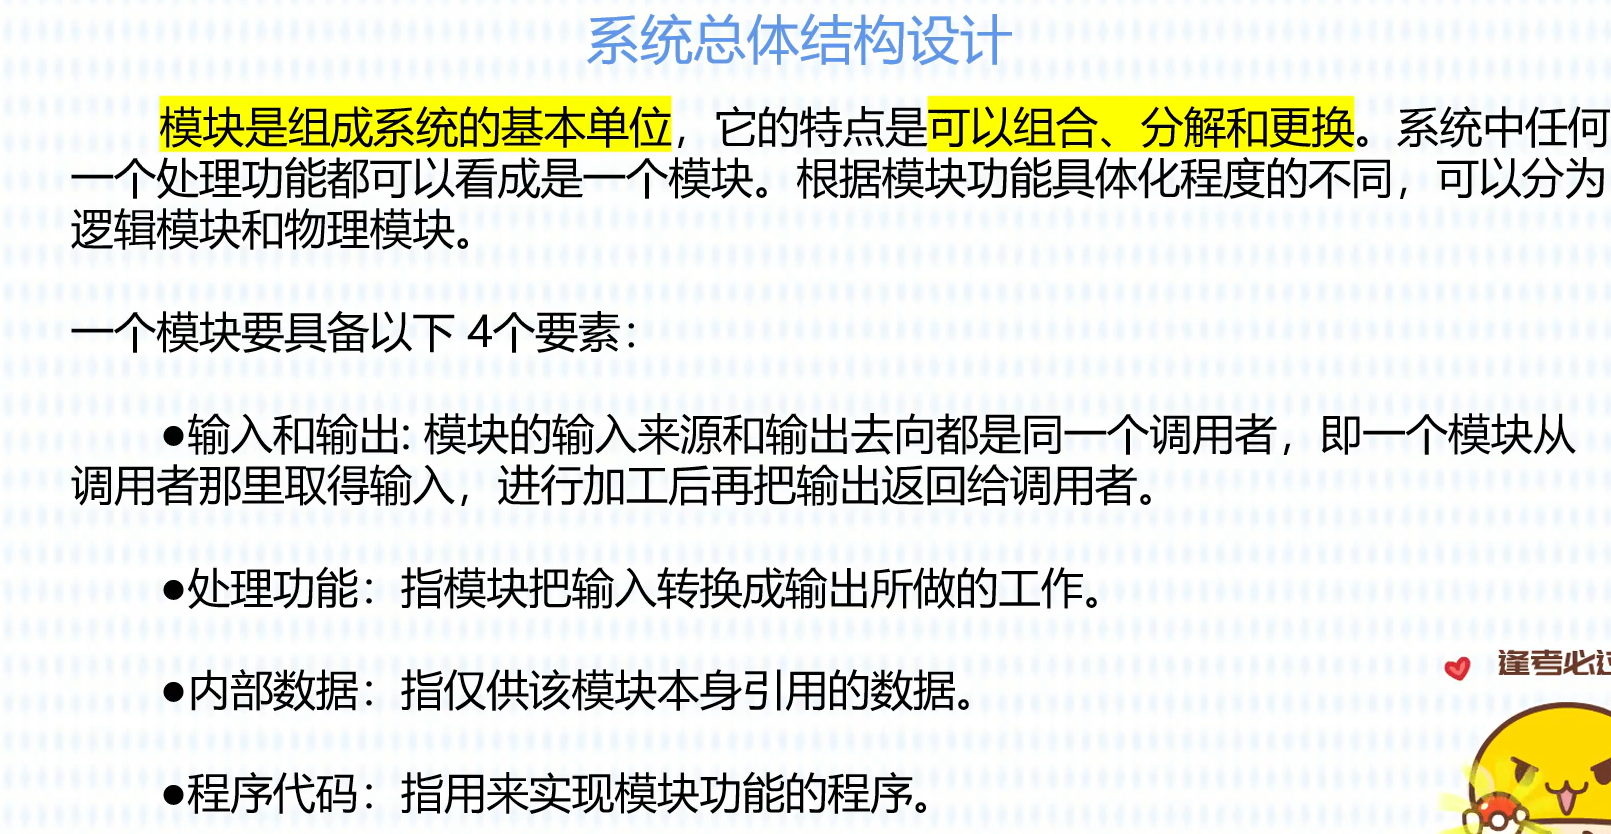 系统总体结构设计
模块是组成系统的基本单位，它的特点是可以组合、分解和更换。系统中任何
一个处理功能都可以看成是一个模块。根据模块功能具体化程度的不同，可以分为
逻辑模块和物理模块。
一个模块要具备以下 4个要素：
●输入和输出: 模块的输入来源和输出去向都是同一个调用者，即一个模块从
调用者那里取得输入，进行加工后再把输出返回给调用者。
●处理功能：指模块把输入转换成输出所做的工作。
●内部数据：指仅供该模块本身引用的数据。
逢考必过
●程序代码：指用来实现模块功能的程序。